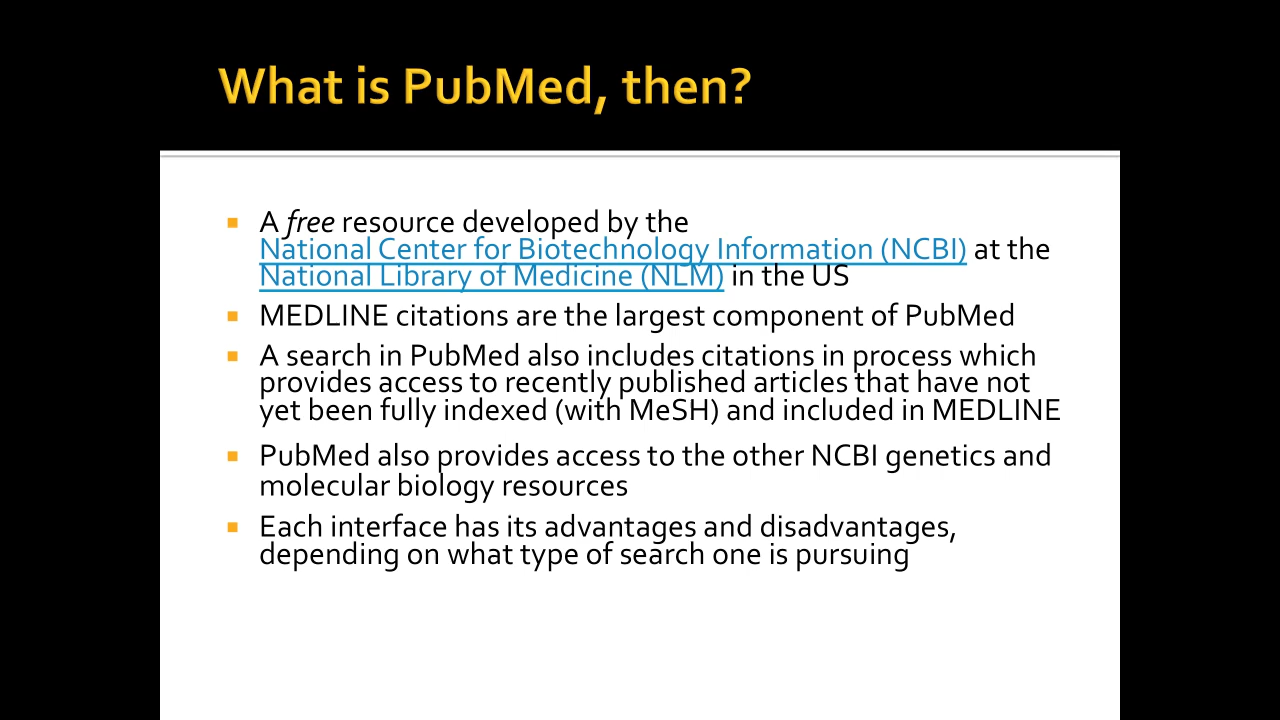 What is PubMed, then?
A free resource developed by the
National Center for Biotechnology Information (NCBI) at the
National Library of Medicine (NLM) in the US
MEDLINE citations are the largest component of PubMed
A search in PubMed also includes citations in process which
provides access to recently published articles that have not
yet been fully indexed (with MeSH) and included in MEDLINE
PubMed also provides access to the other NCBI genetics and
molecular biology resources
Each interface has its advantages and disadvantages,
depending on what type of search one is pursuing